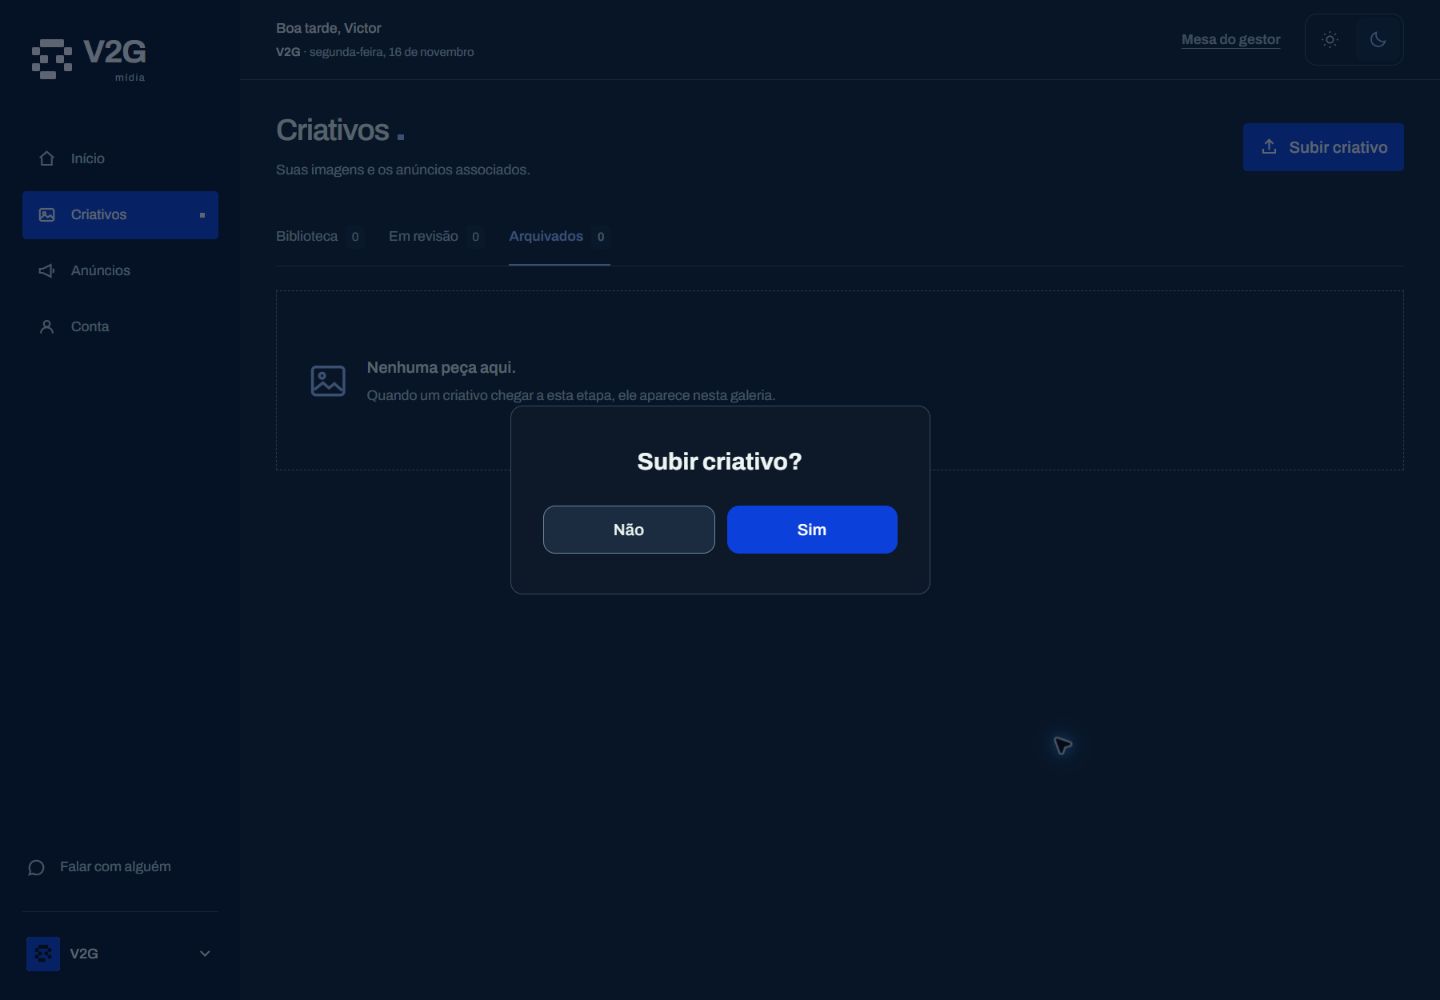 V2G
mídia
Boa tarde, Victor
V2G · segunda-feira, 16 de novembro
Mesa do gestor
Início
Criativos
Anúncios
Conta
Criativos .
Suas imagens e os anúncios associados.
Subir criativo
Biblioteca 0 Em revisão 0 Arquivados 0
Nenhuma peça aqui.
Quando um criativo chegar a esta etapa, ele aparece nesta galeria.
Subir criativo?
Não Sim
Falar com alguém
V2G